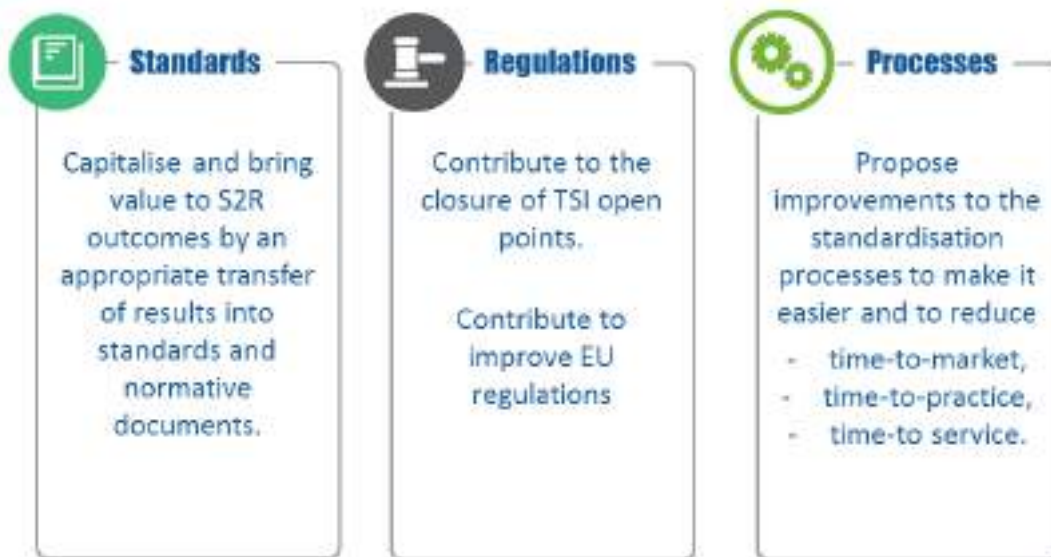 Standards
Capitalise and bring
value to S2R
outcomes by an
appropriate transfer
of results into
standards and
normative
documents.
Regulations
Contribute to the
closure of TSI open
points.
Contribute to
improve EU
regulations
Processes
Propose
improvements to the
standardisation
processes to make it
easier and to reduce
- time-to-market,
- time-to-practice,
- time-to service.